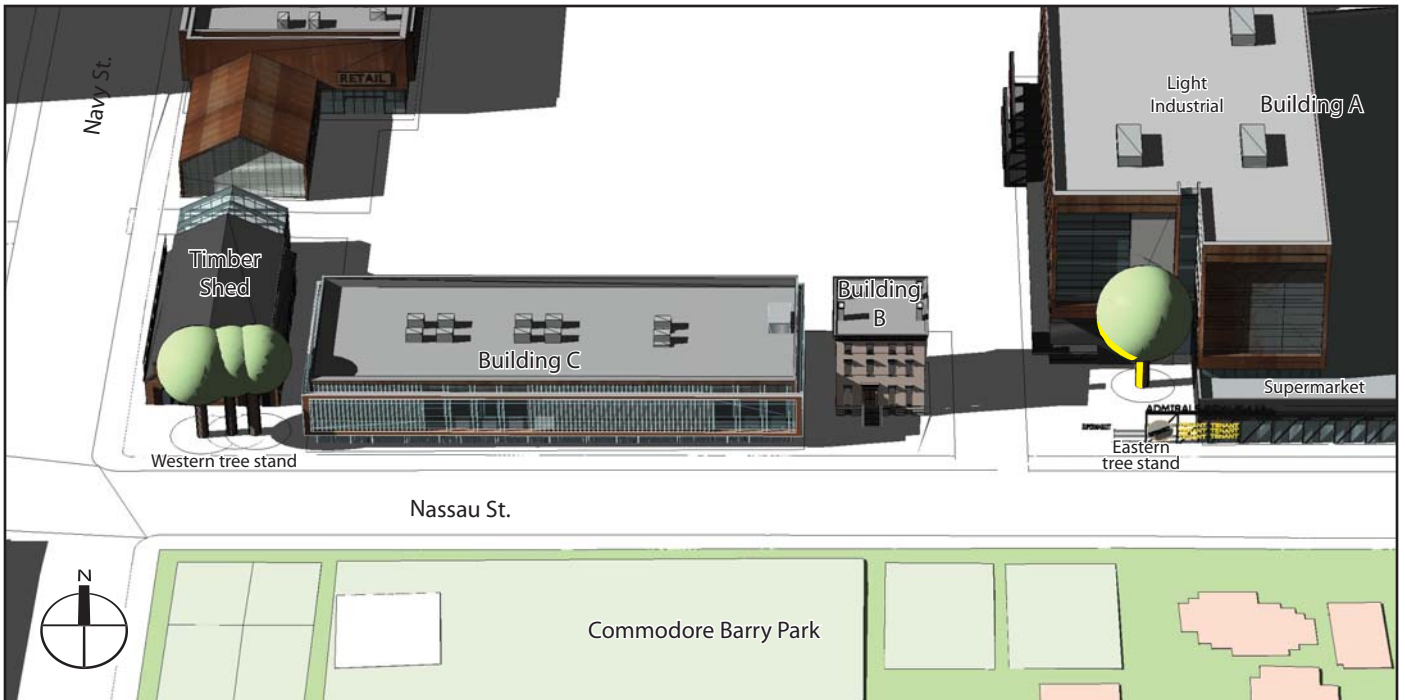 Navy St.
RETAIL
Light
Industrial
Building A
Timber
Shed
Building
B
Building C
Supermarket
Eastern
tree stand
Western tree stand
Nassau St.
N
Commodore Barry Park